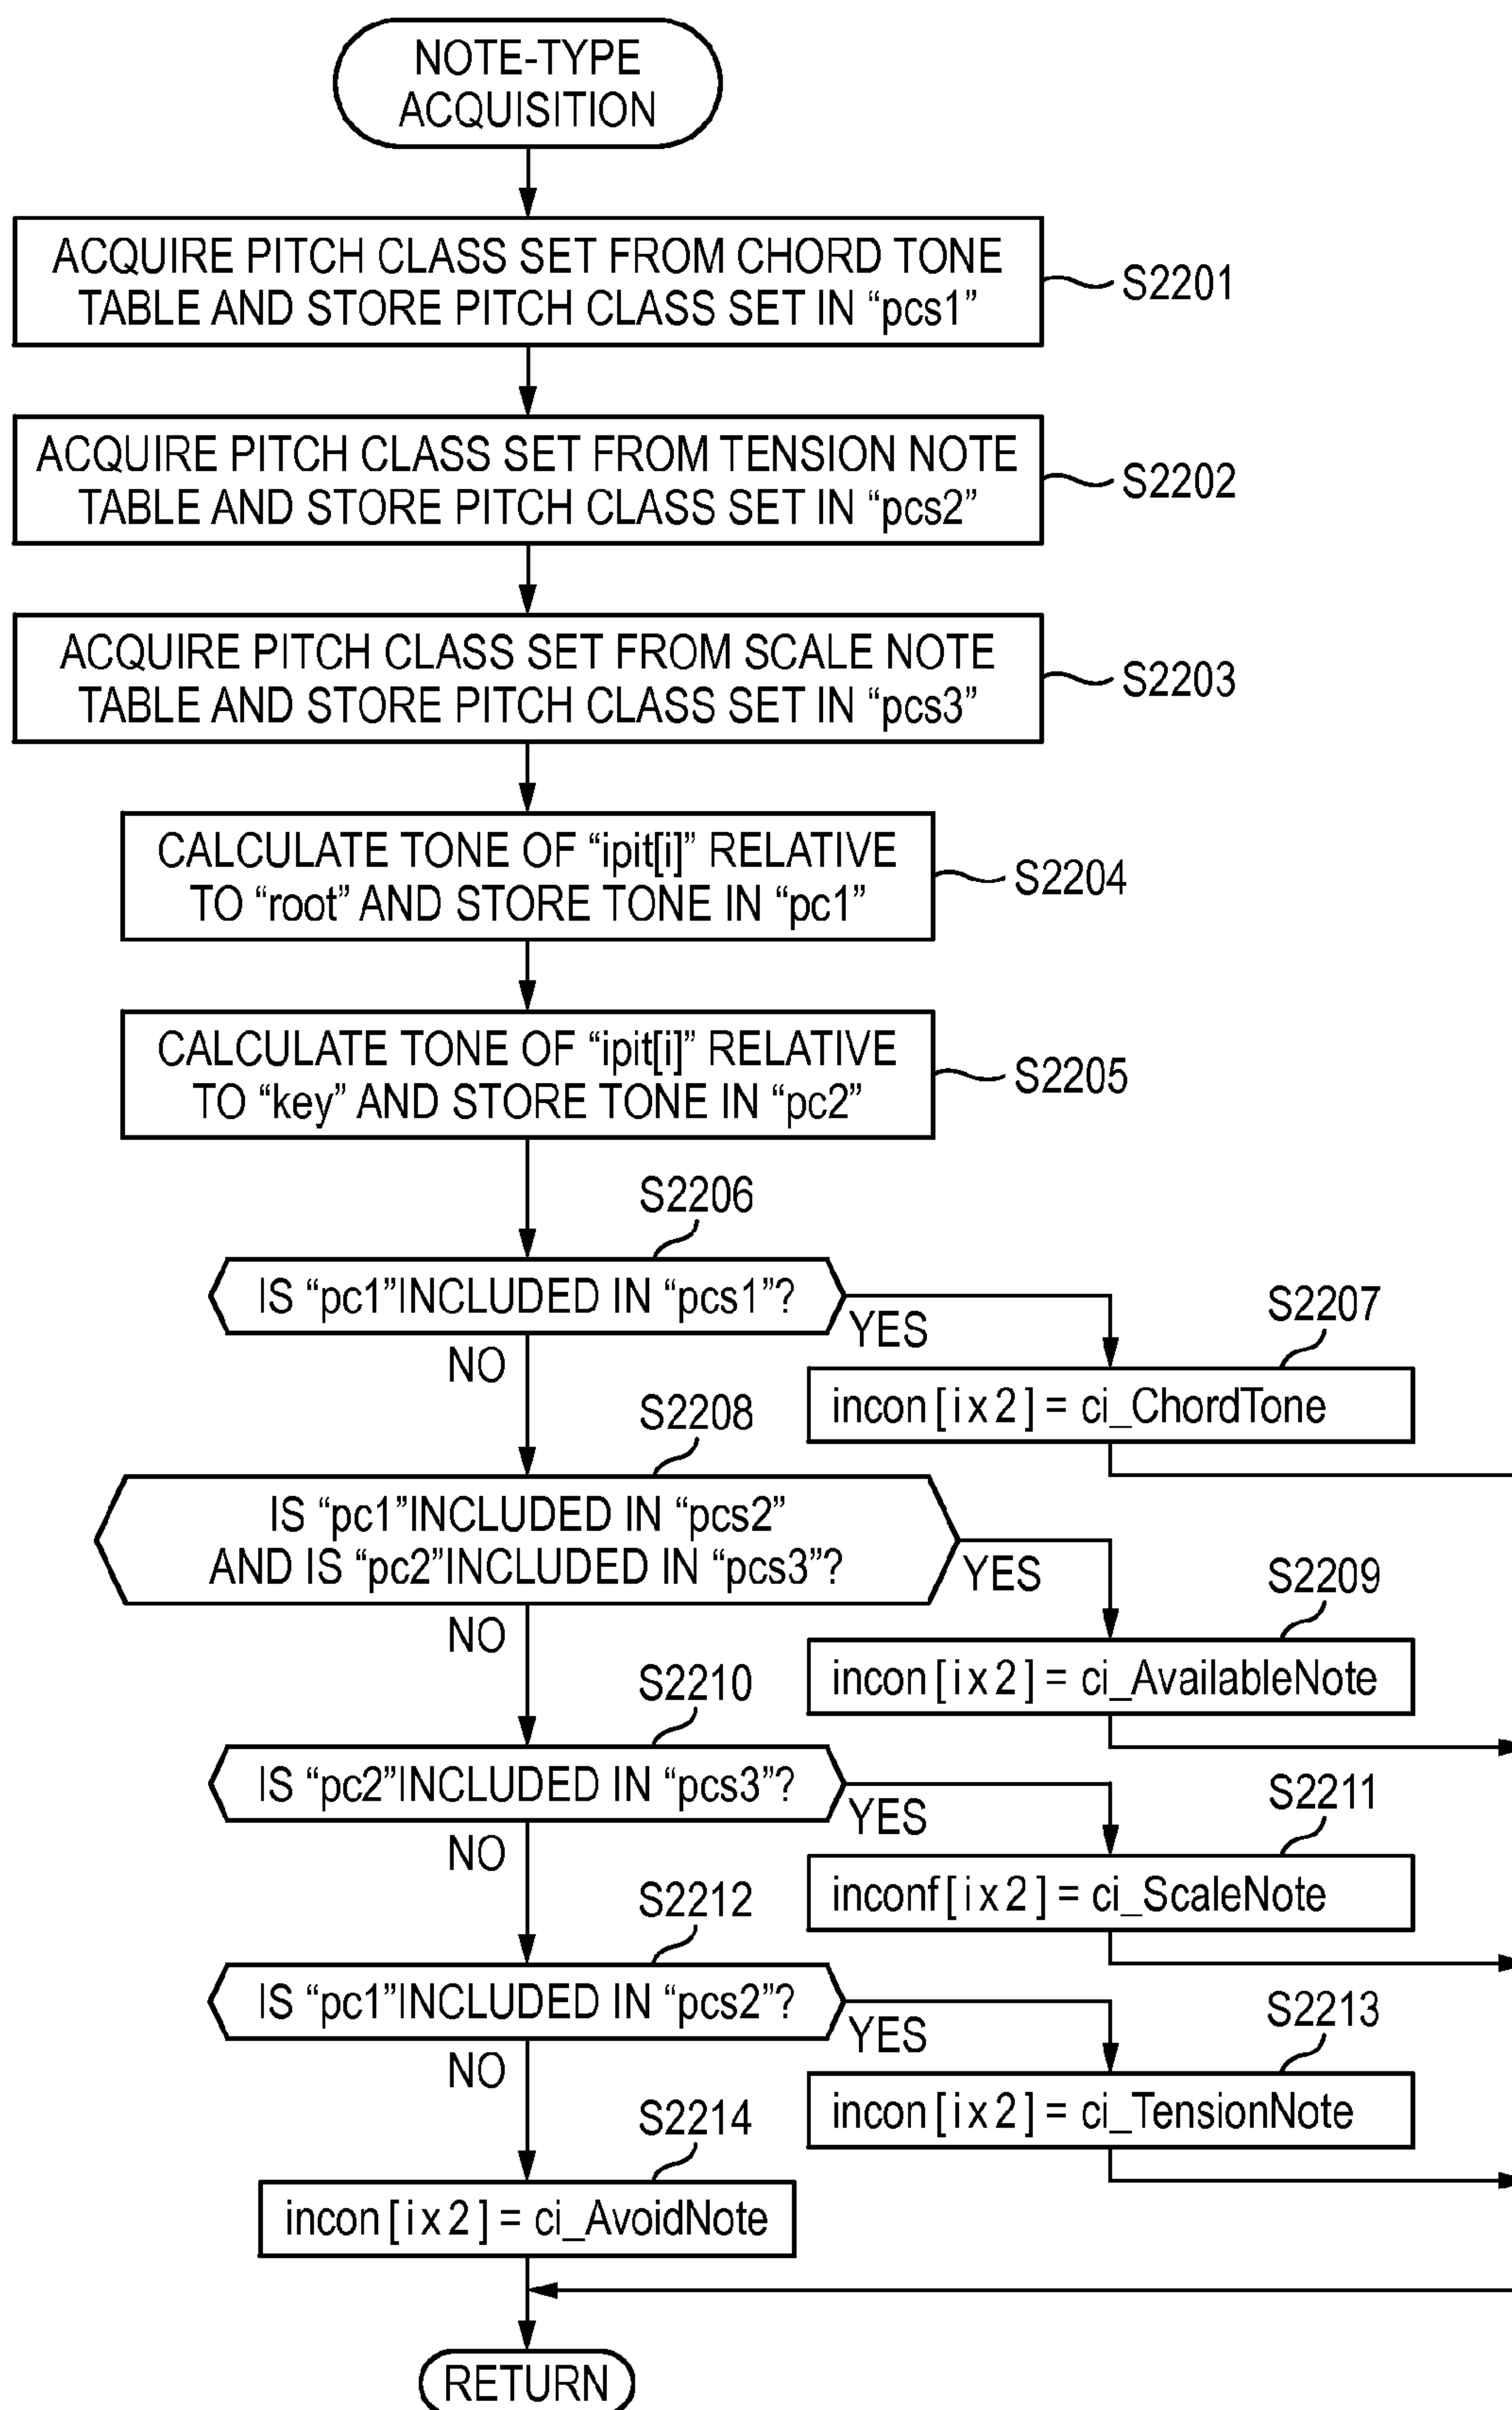 NOTE-TYPE
ACQUISITION
ACQUIRE PITCH CLASS SET FROM CHORD TONE
TABLE AND STORE PITCH CLASS SET IN “pcs1”
S2201
ACQUIRE PITCH CLASS SET FROM TENSION NOTE
TABLE AND STORE PITCH CLASS SET IN “pcs2”
S2202
ACQUIRE PITCH CLASS SET FROM SCALE NOTE
TABLE AND STORE PITCH CLASS SET IN “pcs3”
S2203
CALCULATE TONE OF “ipit[i]” RELATIVE
TO “root” AND STORE TONE IN “pc1”
S2204
CALCULATE TONE OF “ipit[i]” RELATIVE
TO “key” AND STORE TONE IN “pc2”
S2205
S2206
IS “pc1”INCLUDED IN “pcs1”?
YES
NO
S2207
incon [ i x 2 ] = ci_ChordTone
S2208
IS “pc1”INCLUDED IN “pcs2”
AND IS “pc2”INCLUDED IN “pcs3”?
YES
NO
S2209
incon [ i x 2 ] = ci_AvailableNote
S2210
IS “pc2”INCLUDED IN “pcs3”?
YES
NO
S2211
inconf [ i x 2 ] = ci_ScaleNote
S2212
IS “pc1”INCLUDED IN “pcs2”?
YES
NO
S2213
incon [ i x 2 ] = ci_TensionNote
S2214
incon [ i x 2 ] = ci_AvoidNote
RETURN